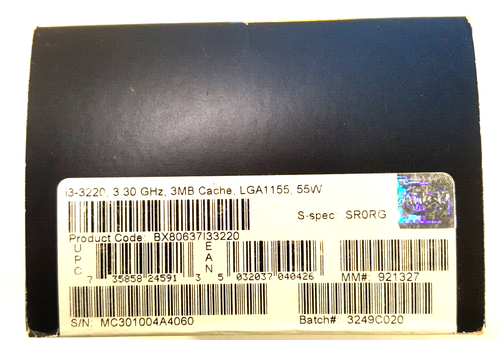 i3-3220, 3.30 GHz, 3MB Cache, LGA1155, 55W
S-spec: SR0RG
Product Code: BX80637I33220
UPC
EAN
7 35858 24591 3
5 032037 040426
MM#: 921327
S/N: MC301004A4060
Batch#: 3249C020